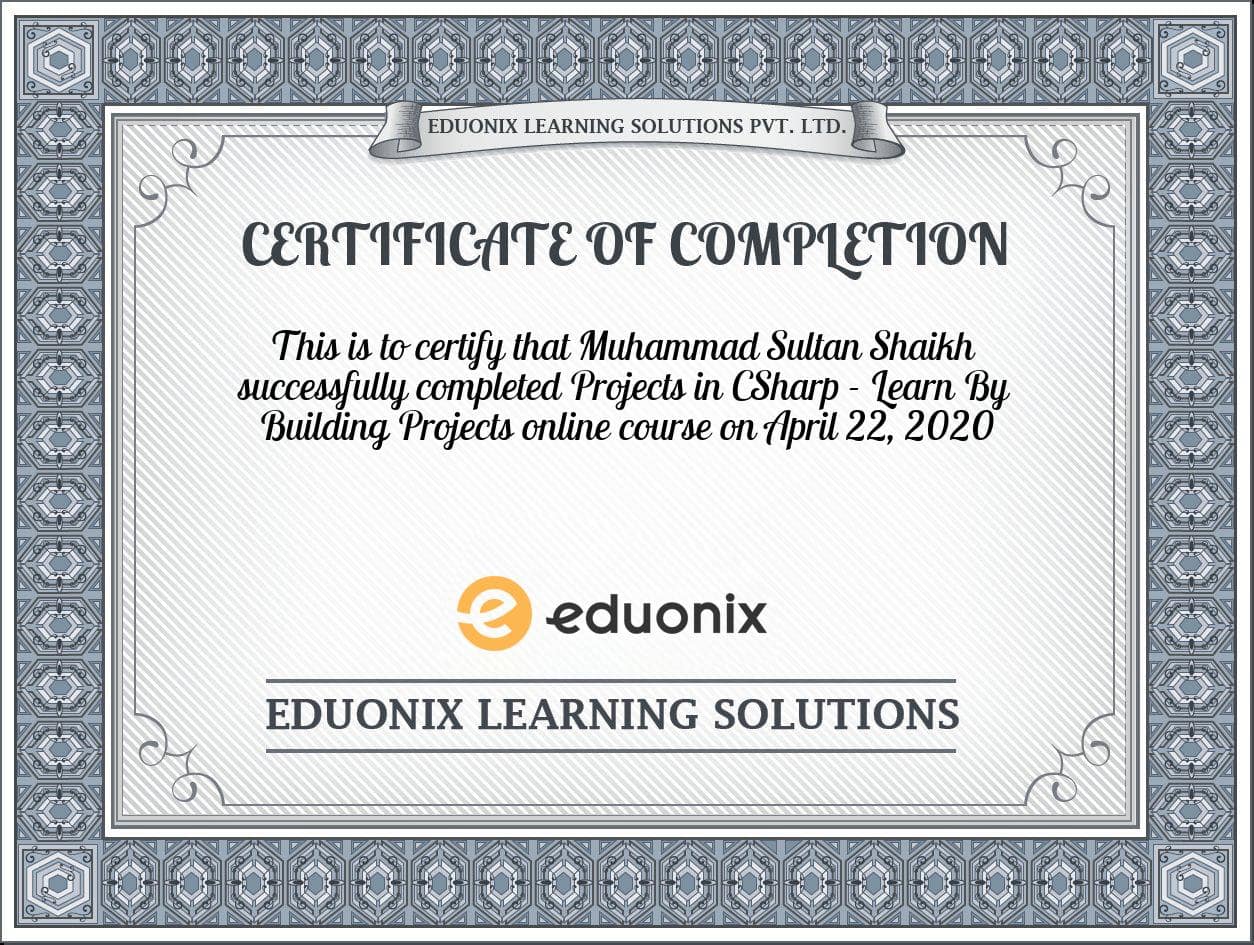 EDUONIX LEARNING SOLUTIONS PVT. LTD.
CERTIFICATE OF COMPLETION
This is to certify that Muhammad Sultan Shaikh
successfully completed Projects in CSharp - Learn By
Building Projects online course on April 22, 2020
eduonix
EDUONIX LEARNING SOLUTIONS